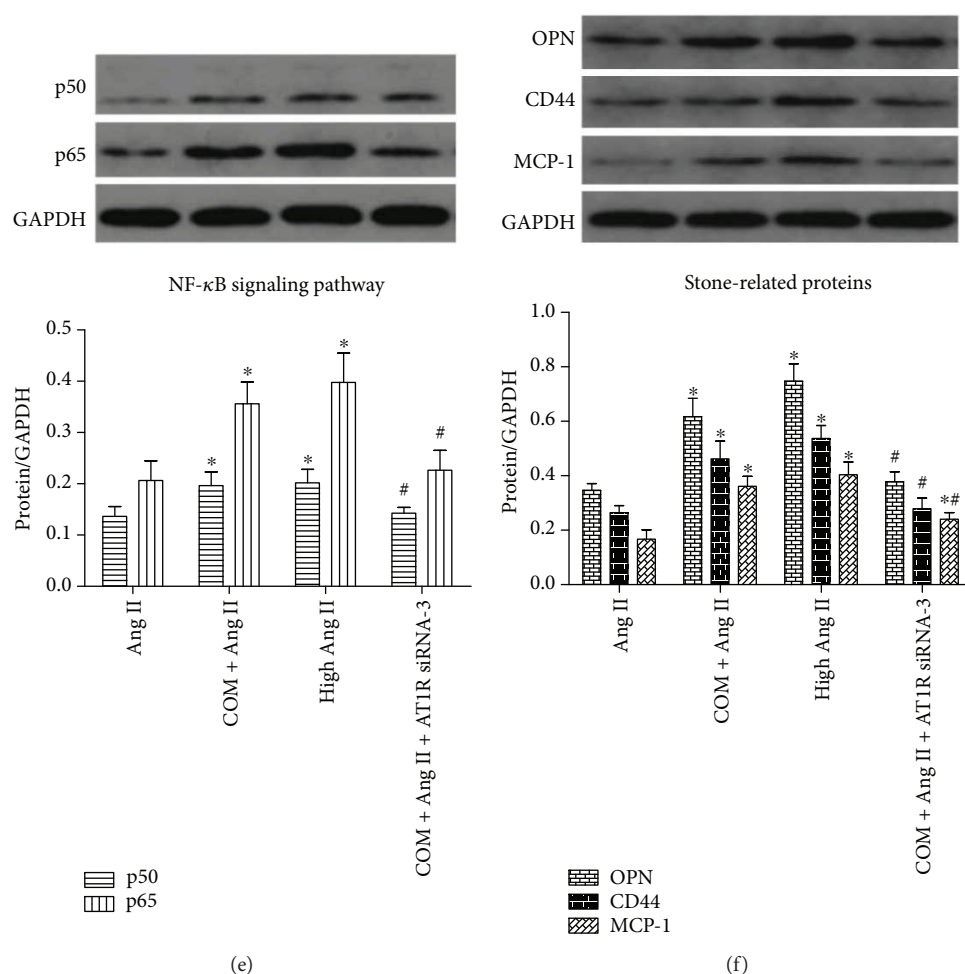 p50
p65
GAPDH
NF-κB signaling pathway
Protein/GAPDH
0.5
0.4
0.3
0.2
0.1
0.0
*
*
*
*
#
#
Ang II
COM + Ang II
High Ang II
COM + Ang II + AT1R siRNA-3
p50
p65
(e)
OPN
CD44
MCP-1
GAPDH
Stone-related proteins
Protein/GAPDH
1.0
0.8
0.6
0.4
0.2
0.0
*
*
*
*
*
*
#
#
*#
Ang II
COM + Ang II
High Ang II
COM + Ang II + AT1R siRNA-3
OPN
CD44
MCP-1
(f)